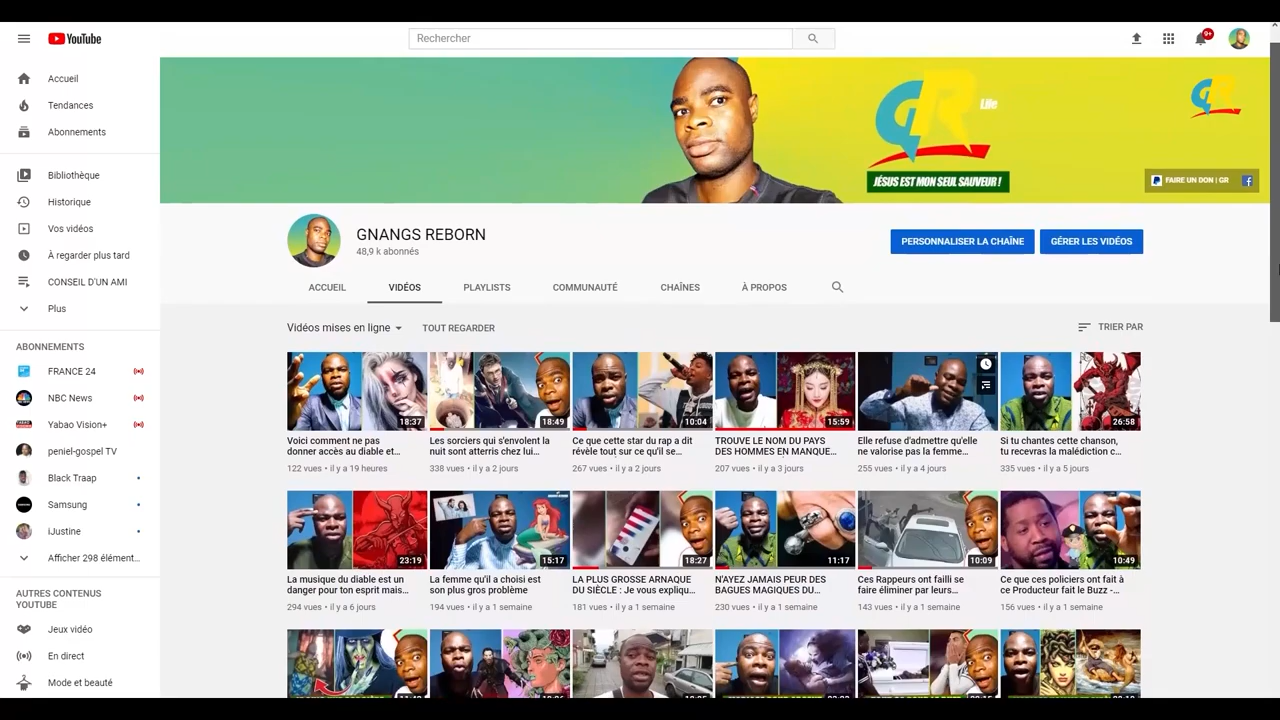 YouTube
Rechercher
9+
Accueil
Tendances
Abonnements
Bibliothèque
Historique
Vos vidéos
À regarder plus tard
CONSEIL D'UN AMI
Plus
ABONNEMENTS
FRANCE 24
NBC News
Yabao Vision+
peniel-gospel TV
Black Traap
Samsung
iJustine
Afficher 298 élément...
AUTRES CONTENUS
YOUTUBE
Jeux vidéo
En direct
Mode et beauté
GR Life
JÉSUS EST MON SEUL SAUVEUR !
FAIRE UN DON | GR
GNANGS REBORN
48,9 k abonnés
PERSONNALISER LA CHAÎNE
GÉRER LES VIDÉOS
ACCUEIL VIDÉOS PLAYLISTS COMMUNAUTÉ CHAÎNES À PROPOS
Vidéos mises en ligne TOUT REGARDER TRIER PAR
18:37
Voici comment ne pas
donner accès au diable et...
122 vues • il y a 19 heures
18:49
Les sorciers qui s'envolent la
nuit sont atterris chez lui...
338 vues • il y a 2 jours
10:04
Ce que cette star du rap a dit
révèle tout sur ce qu'il se...
267 vues • il y a 2 jours
15:59
TROUVE LE NOM DU PAYS
DES HOMMES EN MANQUE...
207 vues • il y a 3 jours
Elle refuse d'admettre qu'elle
ne valorise pas la femme...
255 vues • il y a 4 jours
26:58
Si tu chantes cette chanson,
tu recevras la malédiction c...
335 vues • il y a 5 jours
23:19
La musique du diable est un
danger pour ton esprit mais...
294 vues • il y a 6 jours
15:17
La femme qu'il a choisi est
son plus gros problème
194 vues • il y a 1 semaine
18:27
LA PLUS GROSSE ARNAQUE
DU SIÈCLE : Je vous expliqu...
181 vues • il y a 1 semaine
11:17
N'AYEZ JAMAIS PEUR DES
BAGUES MAGIQUES DU...
230 vues • il y a 1 semaine
10:09
Ces Rappeurs ont failli se
faire éliminer par leurs...
143 vues • il y a 1 semaine
10:49
Ce que ces policiers ont fait à
ce Producteur fait le Buzz -...
156 vues • il y a 1 semaine